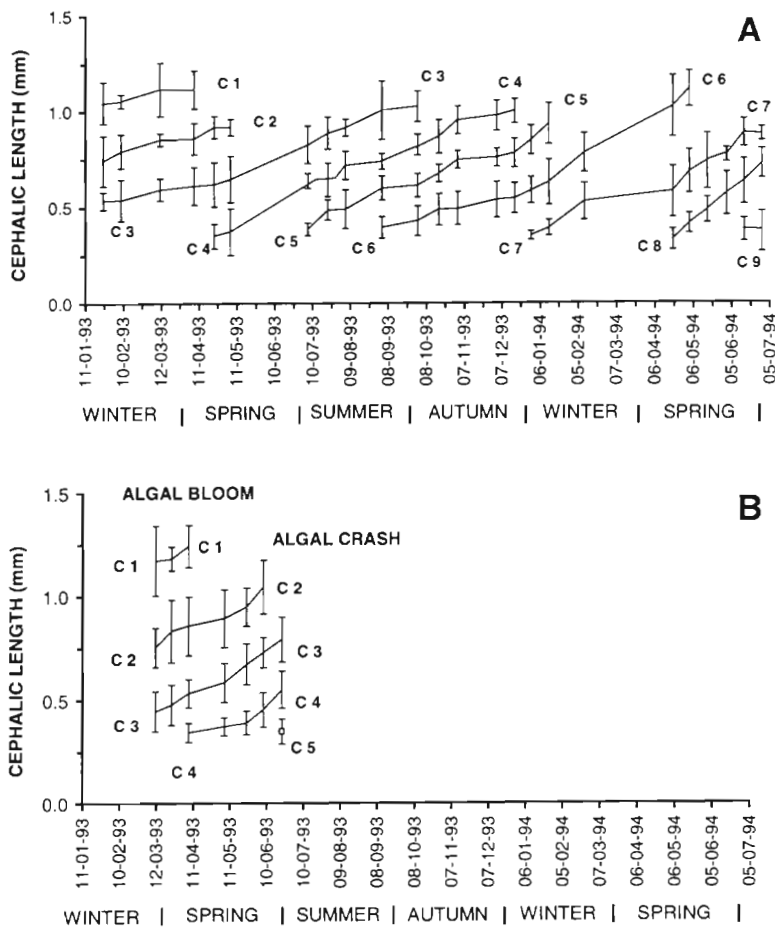 A
1.5
1.0
0.5
0.0
CEPHALIC LENGTH (mm)
C 1
C 2
C 3
C 3
C 4
C 4
C 5
C 5
C 6
C 6
C 7
C 7
C 8
C 9
11-01-93
10-02-93
12-03-93
11-04-93
11-05-93
10-06-93
10-07-93
09-08-93
08-09-93
08-10-93
07-11-93
07-12-93
06-01-94
05-02-94
07-03-94
06-04-94
06-05-94
05-06-94
05-07-94
WINTER | SPRING | SUMMER | AUTUMN | WINTER | SPRING |
B
1.5
1.0
0.5
0.0
CEPHALIC LENGTH (mm)
ALGAL BLOOM
ALGAL CRASH
C 1
C 1
C 2
C 2
C 3
C 3
C 4
C 4
C 5
11-01-93
10-02-93
12-03-93
11-04-93
11-05-93
10-06-93
10-07-93
09-08-93
08-09-93
08-10-93
07-11-93
07-12-93
06-01-94
05-02-94
07-03-94
06-04-94
06-05-94
05-06-94
05-07-94
WINTER | SPRING | SUMMER | AUTUMN | WINTER | SPRING |